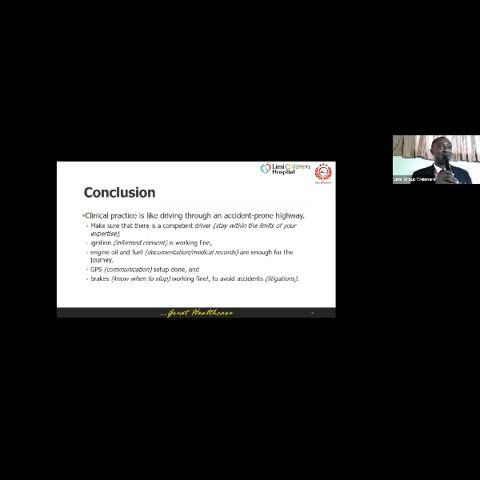 Conclusion
Clinical practice is like driving through an accident-prone highway.
- Make sure that there is a competent driver (stay within the limits of your
expertise),
- ignition (informed consent) is working fine,
- engine oil and fuel (documentation/medical records) are enough for the
journey,
- GPS (communication) setup done, and
- brakes (know when to stop) working fine!, to avoid accidents (litigations).
...Great Healthcare
Children's
Hospital